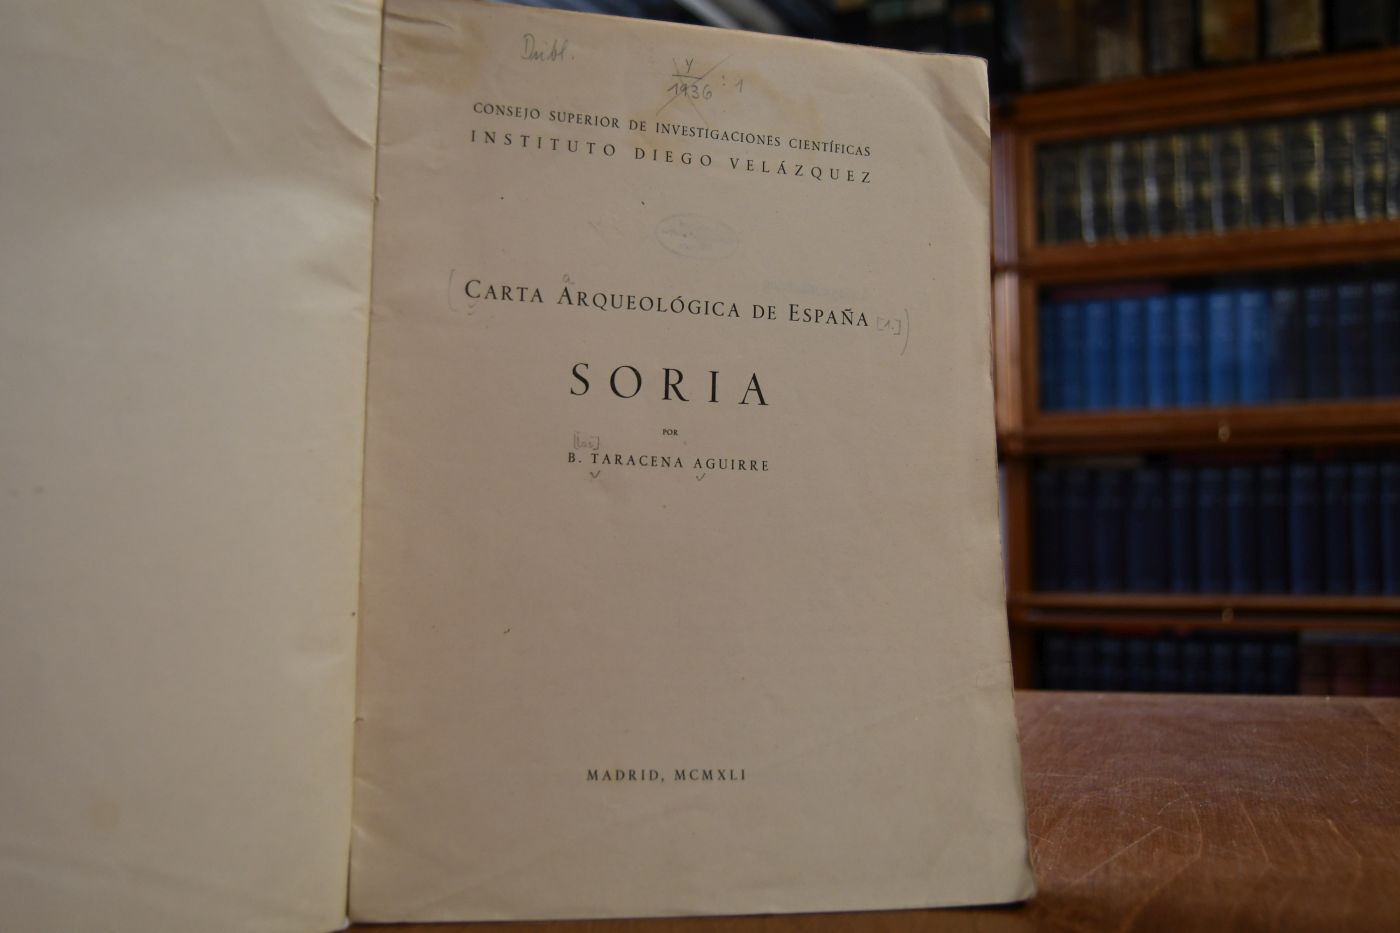 Y
1936 : 1
CONSEJO SUPERIOR DE INVESTIGACIONES CIENTÍFICAS
INSTITUTO DIEGO VELÁZQUEZ
a
(CARTA ARQUEOLÓGICA DE ESPAÑA [1.])
SORIA
POR
B. TARACENA AGUIRRE
MADRID, MCMXLI